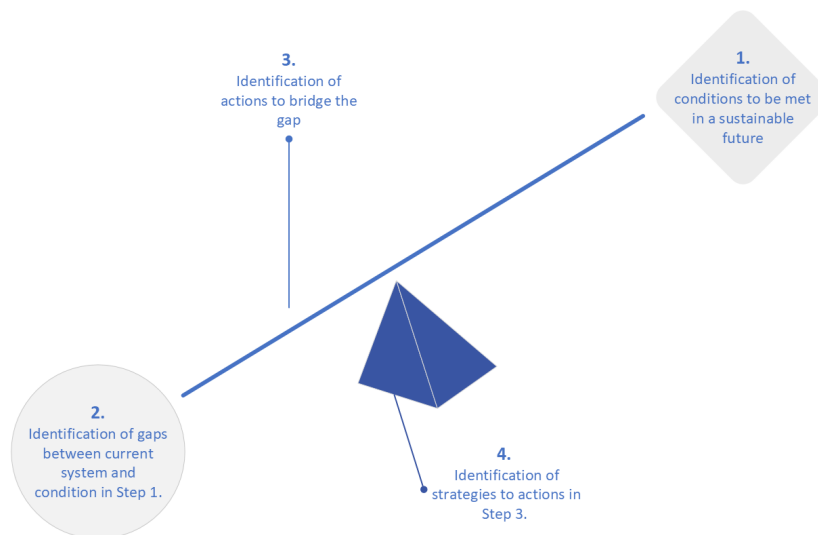 1.
Identification of
conditions to be met
in a sustainable
future
2.
Identification of gaps
between current
system and
condition in Step 1.
3.
Identification of
actions to bridge the
gap
4.
Identification of
strategies to actions in
Step 3.